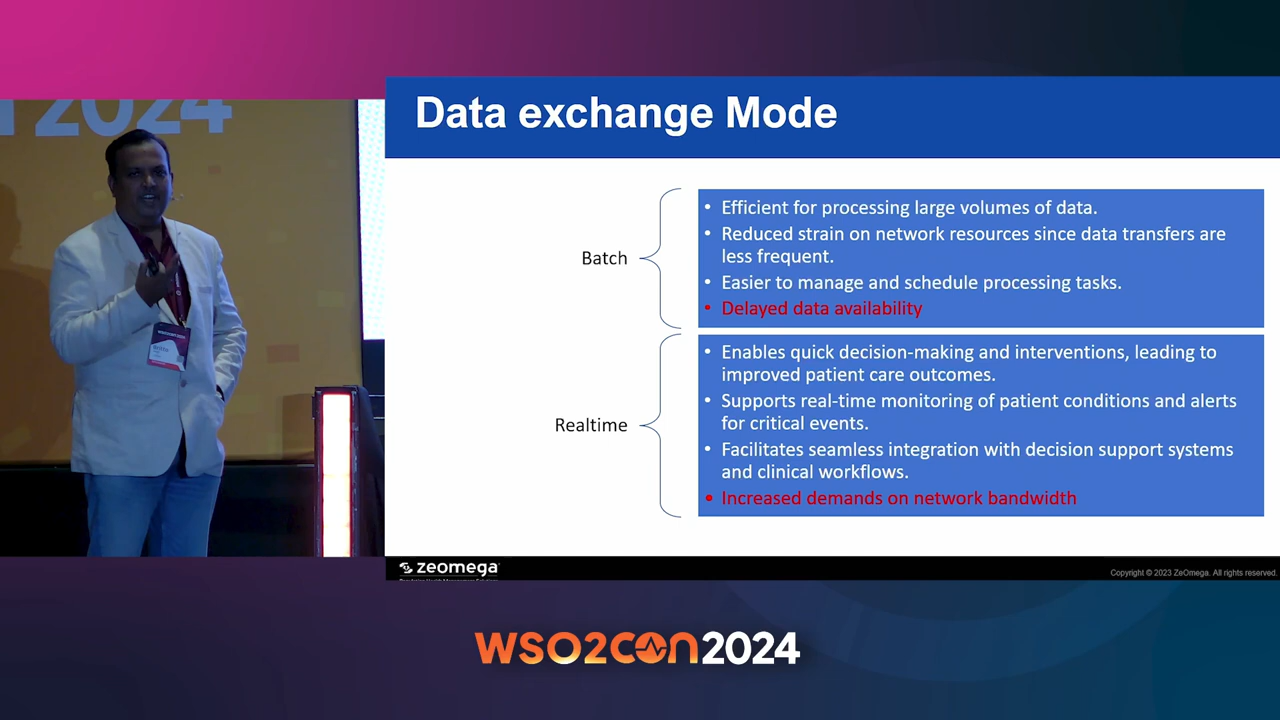 2024
Data exchange Mode
Batch
• Efficient for processing large volumes of data.
• Reduced strain on network resources since data transfers are
less frequent.
• Easier to manage and schedule processing tasks.
• Delayed data availability
Realtime
• Enables quick decision-making and interventions, leading to
improved patient care outcomes.
• Supports real-time monitoring of patient conditions and alerts
for critical events.
• Facilitates seamless integration with decision support systems
and clinical workflows.
• Increased demands on network bandwidth
WSO2CON2024
zeomega
Copyright © 2023 ZeOmega. All rights reserved.
WSO2CON2024